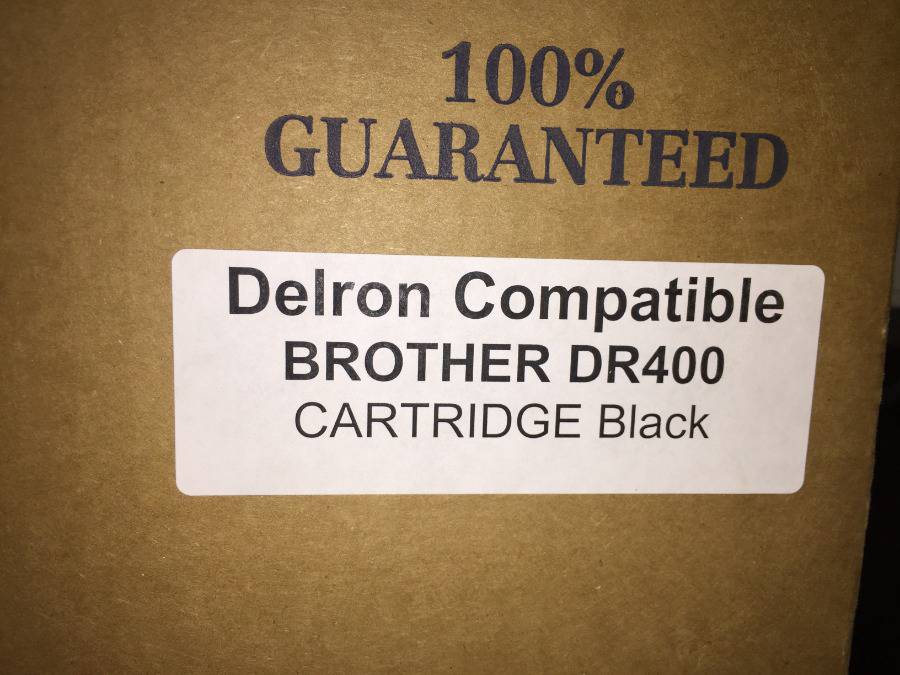 100%
GUARANTEED
Delron Compatible
BROTHER DR400
CARTRIDGE Black